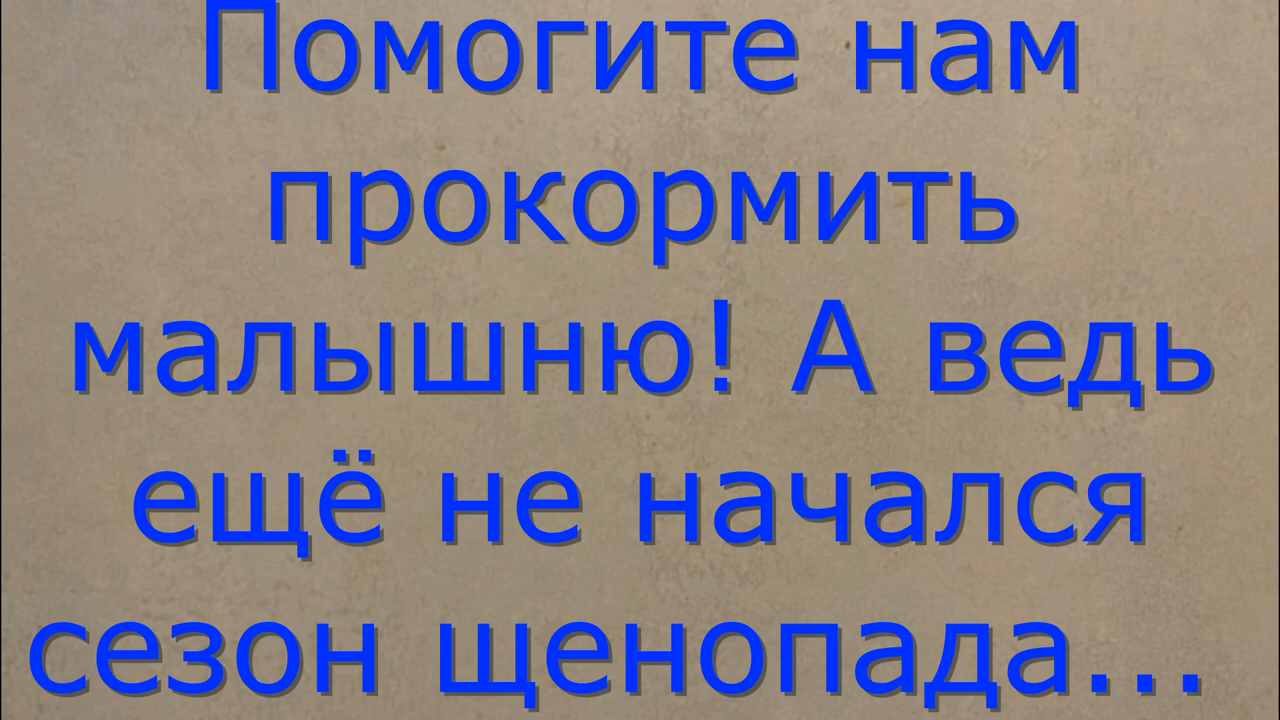 Помогите нам
прокормить
малышню! А ведь
ещё не начался
сезон щенопада...